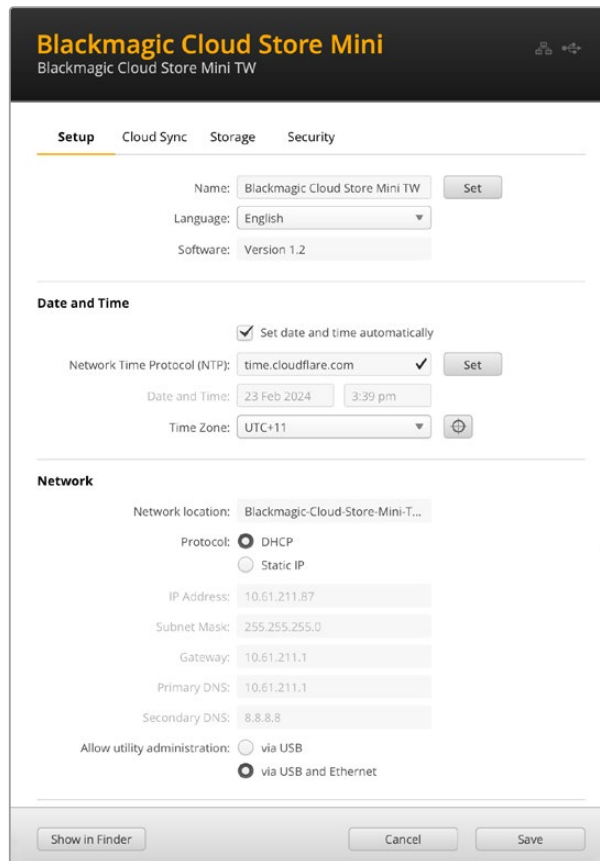 Blackmagic Cloud Store Mini
Blackmagic Cloud Store Mini TW
Setup Cloud Sync Storage Security
Name: Blackmagic Cloud Store Mini TW Set
Language: English
Software: Version 1.2
Date and Time
Set date and time automatically
Network Time Protocol (NTP): time.cloudflare.com Set
Date and Time: 23 Feb 2024 3:39 pm
Time Zone: UTC+11
Network
Network location: Blackmagic-Cloud-Store-Mini-T...
Protocol: DHCP
Static IP
IP Address: 10.61.211.87
Subnet Mask: 255.255.255.0
Gateway: 10.61.211.1
Primary DNS: 10.61.211.1
Secondary DNS: 8.8.8.8
Allow utility administration: via USB
via USB and Ethernet
Show in Finder Cancel Save